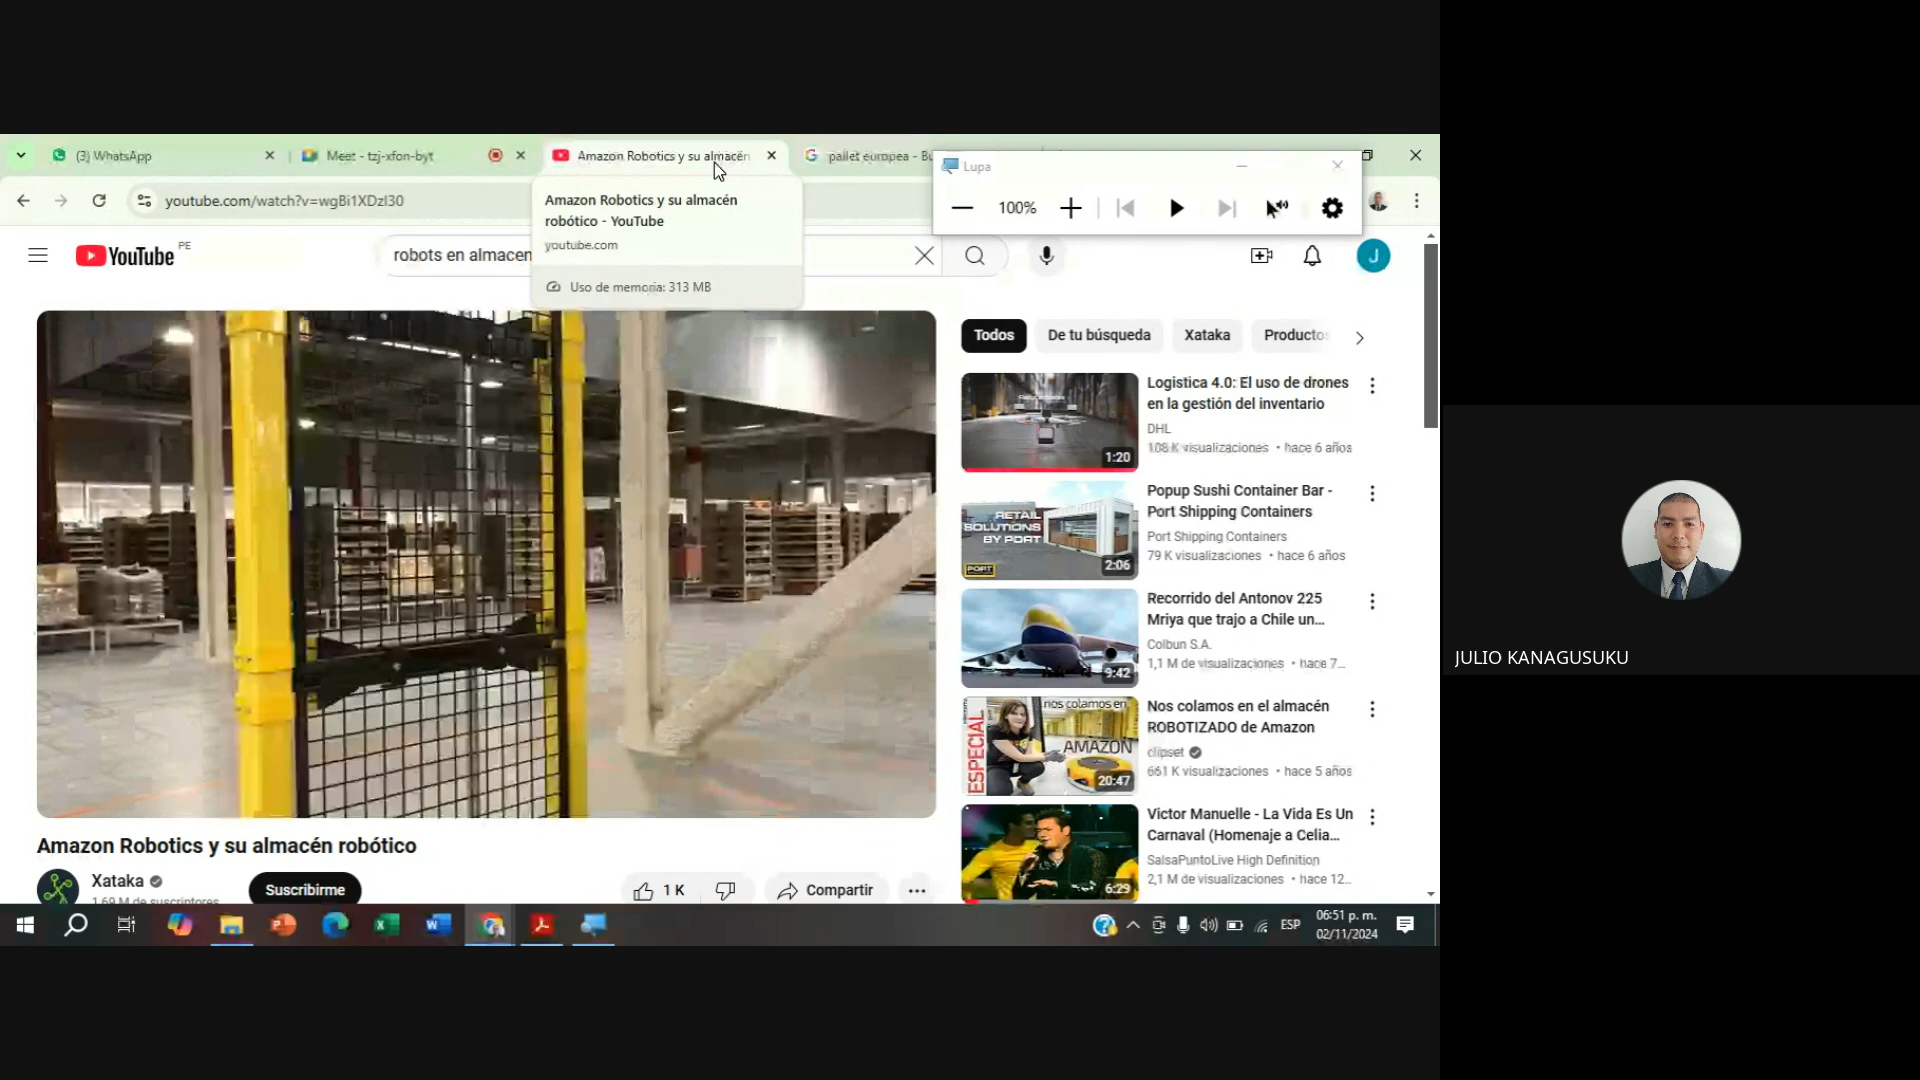 (3) WhatsApp
Meet - tzj-xfon-byt
Amazon Robotics y su almacén
pallet europea - Bu
Lupa
youtube.com/watch?v=wgBi1XDzI30
Amazon Robotics y su almacén
robótico - YouTube
youtube.com
Uso de memoria: 313 MB
100%
YouTube PE
robots en almacen
J
Todos
De tu búsqueda
Xataka
Productos
Logistica 4.0: El uso de drones
en la gestión del inventario
DHL
108 K visualizaciones • hace 6 años
1:20
RETAIL
SOLUTIONS
BY PORT
PORT
2:06
Popup Sushi Container Bar -
Port Shipping Containers
Port Shipping Containers
79 K visualizaciones • hace 6 años
Recorrido del Antonov 225
Mriya que trajo a Chile un...
Colbun S.A.
1,1 M de visualizaciones • hace 7...
9:42
ESPECIAL
nos colamos en
AMAZON
20:47
Nos colamos en el almacén
ROBOTIZADO de Amazon
clipset
661 K visualizaciones • hace 5 años
Victor Manuelle - La Vida Es Un
Carnaval (Homenaje a Celia...
SalsaPuntoLive High Definition
2,1 M de visualizaciones • hace 12...
6:29
Amazon Robotics y su almacén robótico
Xataka
1,69 M de suscriptores
Suscribirme
1 K
Compartir
ESP
06:51 p. m.
02/11/2024
JULIO KANAGUSUKU